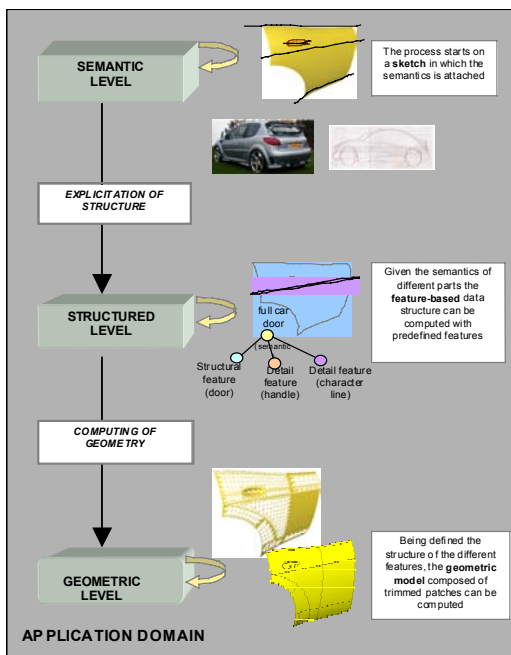 SEMANTIC
LEVEL
The process starts on
a sketch in which the
semantics is attached
EXPLICITATION OF
STRUCTURE
STRUCTURED
LEVEL
full car
door
(semantic
Structural
feature
(door)
Detail
feature
(handle)
Detail feature
(character
line)
Given the semantics of
different parts the
feature-based data
structure can be
computed with
predefined features
COMPUTING OF
GEOMETRY
GEOMETRIC
LEVEL
Being defined the
structure of the different
features, the geometric
model composed of
trimmed patches can be
computed
APPLICATION DOMAIN